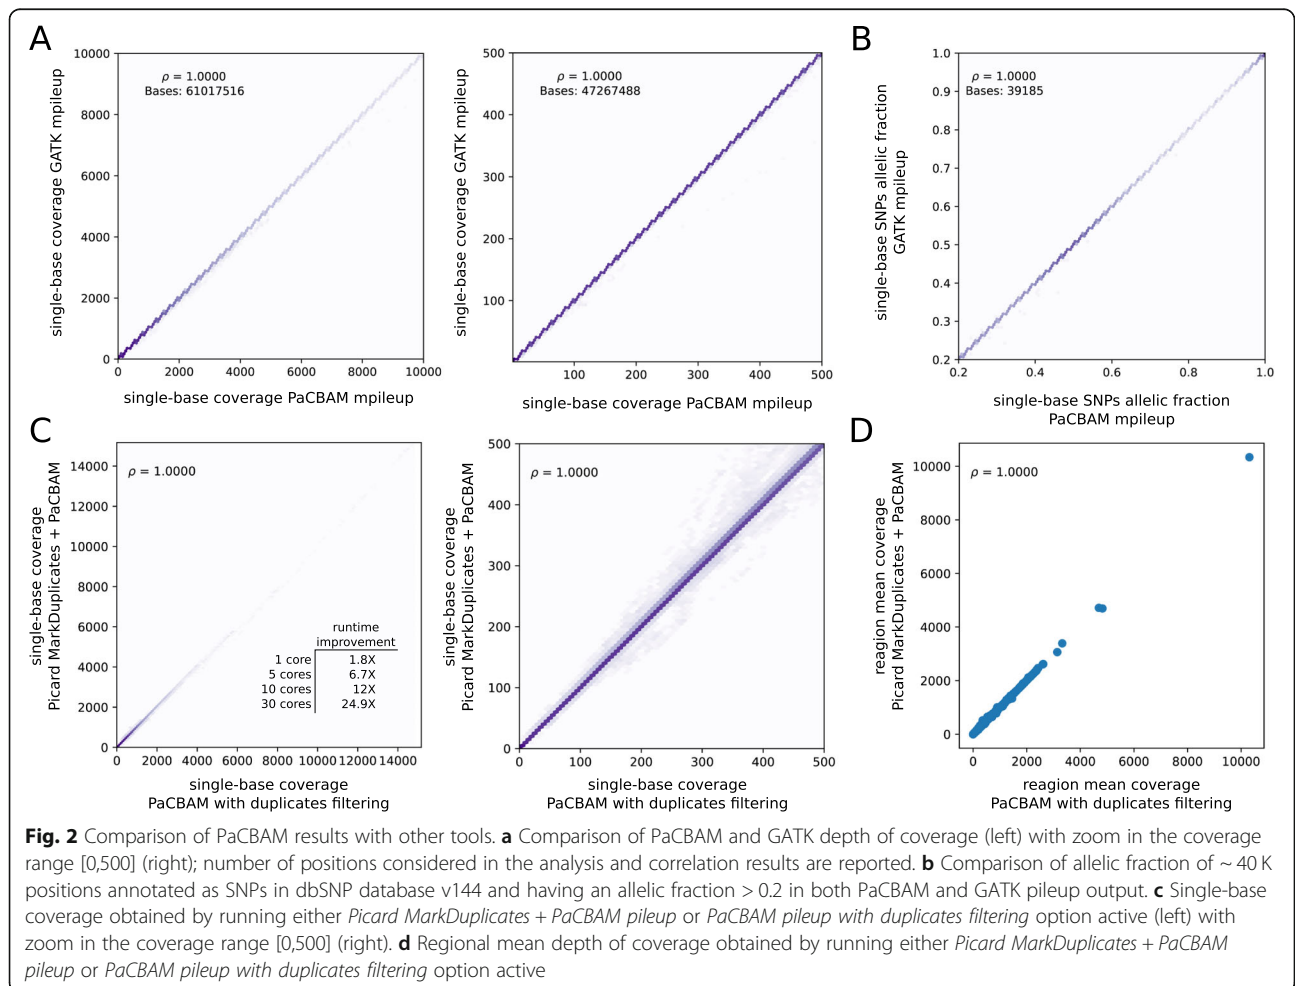 A
10000
8000
6000
4000
2000
0
0 2000 4000 6000 8000 10000
ρ = 1.0000
Bases: 61017516
single-base coverage GATK mpileup
single-base coverage PaCBAM mpileup
500
400
300
200
100
100 200 300 400 500
ρ = 1.0000
Bases: 47267488
single-base coverage GATK mpileup
single-base coverage PaCBAM mpileup
B
1.0
0.9
0.8
0.7
0.6
0.5
0.4
0.3
0.2
0.2 0.4 0.6 0.8 1.0
ρ = 1.0000
Bases: 39185
single-base SNPs allelic fraction
GATK mpileup
single-base SNPs allelic fraction
PaCBAM mpileup
C
14000
12000
10000
8000
6000
4000
2000
0
0 2000 4000 6000 8000 10000 12000 14000
ρ = 1.0000
runtime
improvement
1 core 1.8X
5 cores 6.7X
10 cores 12X
30 cores 24.9X
single-base coverage
Picard MarkDuplicates + PaCBAM
single-base coverage
PaCBAM with duplicates filtering
500
400
300
200
100
0
0 100 200 300 400 500
ρ = 1.0000
single-base coverage
Picard MarkDuplicates + PaCBAM
single-base coverage
PaCBAM with duplicates filtering
D
10000
8000
6000
4000
2000
0
0 2000 4000 6000 8000 10000
ρ = 1.0000
reagion mean coverage
Picard MarkDuplicates + PaCBAM
reagion mean coverage
PaCBAM with duplicates filtering
Fig. 2 Comparison of PaCBAM results with other tools. a Comparison of PaCBAM and GATK depth of coverage (left) with zoom in the coverage
range [0,500] (right); number of positions considered in the analysis and correlation results are reported. b Comparison of allelic fraction of ~ 40 K
positions annotated as SNPs in dbSNP database v144 and having an allelic fraction > 0.2 in both PaCBAM and GATK pileup output. c Single-base
coverage obtained by running either Picard MarkDuplicates + PaCBAM pileup or PaCBAM pileup with duplicates filtering option active (left) with
zoom in the coverage range [0,500] (right). d Regional mean depth of coverage obtained by running either Picard MarkDuplicates + PaCBAM
pileup or PaCBAM pileup with duplicates filtering option active